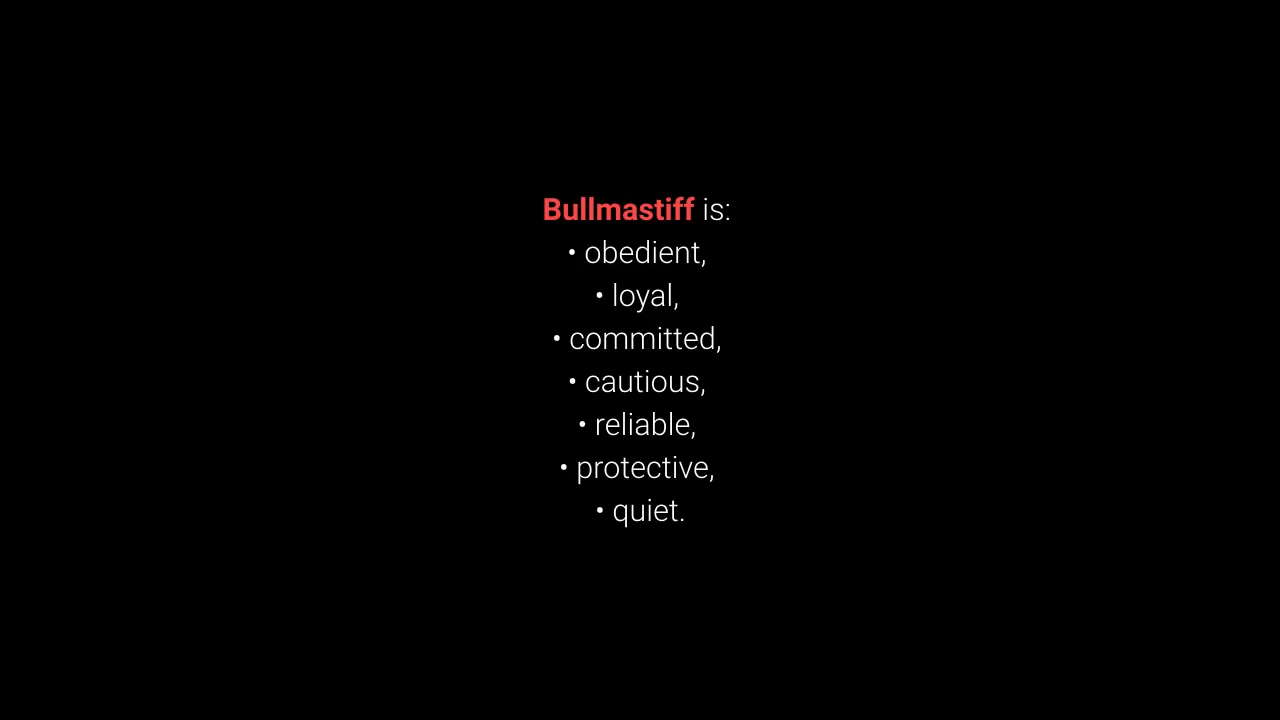 Bullmastiff is:
• obedient,
• loyal,
• committed,
• cautious,
• reliable,
• protective,
• quiet.